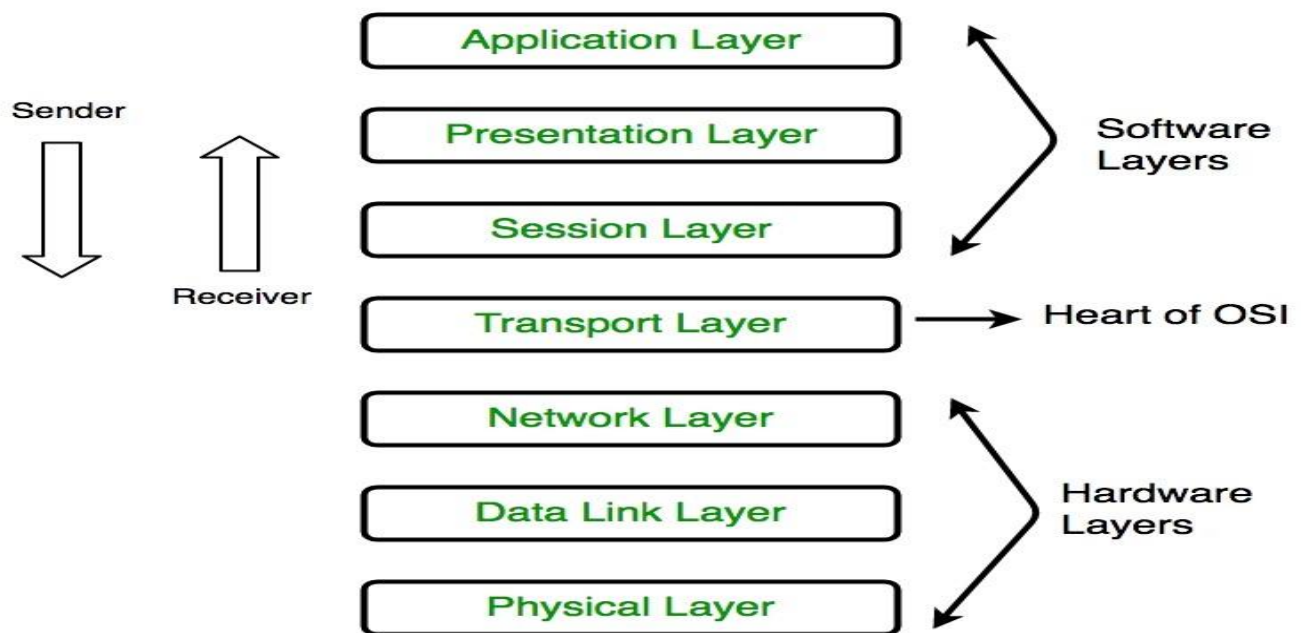 Application Layer
Sender
Presentation Layer
Software
Layers
Session Layer
Receiver
Transport Layer
Heart of OSI
Network Layer
Hardware
Layers
Data Link Layer
Physical Layer